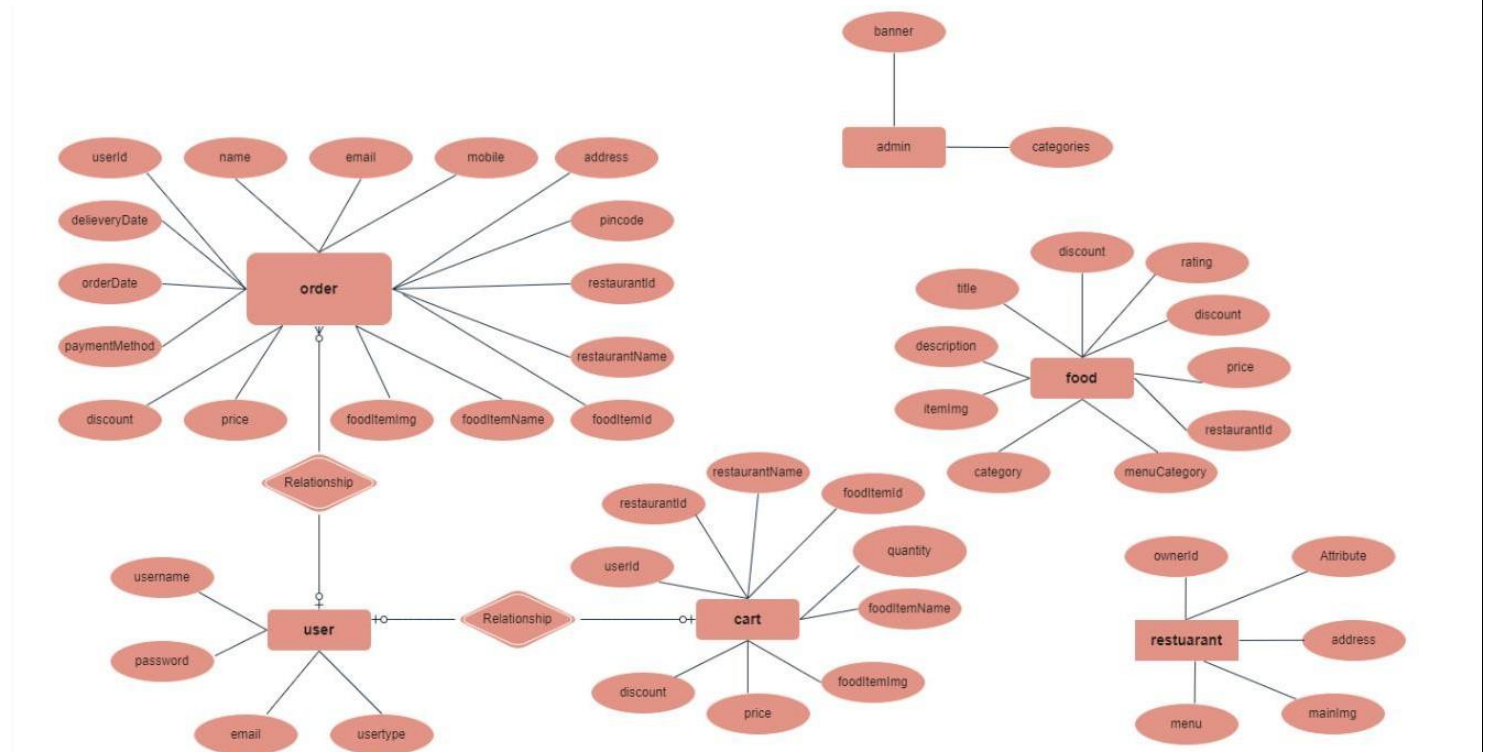 banner
admin
categories
userId
name
email
mobile
address
delieveryDate
pincode
orderDate
order
restaurantId
paymentMethod
restaurantName
discount
price
foodItemImg
foodItemName
foodItemId
Relationship
discount
rating
title
discount
description
food
price
itemImg
restaurantId
category
menuCategory
restaurantName
restaurantId
foodItemId
quantity
userId
foodItemName
cart
foodItemImg
discount
price
Relationship
username
user
password
email
usertype
ownerId
Attribute
restuarant
address
menu
mainImg